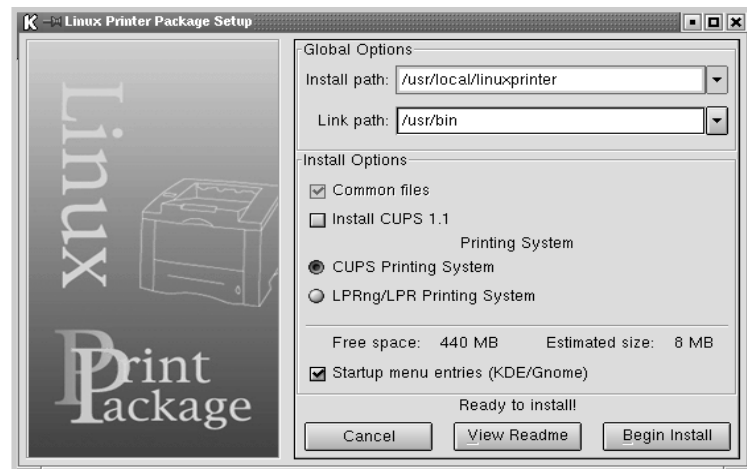 Linux Printer Package Setup
Linux
Print
Package
Global Options
Install path: /usr/local/linuxprinter
Link path: /usr/bin
Install Options
Common files
Install CUPS 1.1
Printing System
CUPS Printing System
LPRng/LPR Printing System
Free space: 440 MB Estimated size: 8 MB
Startup menu entries (KDE/Gnome)
Ready to install!
Cancel View Readme Begin Install